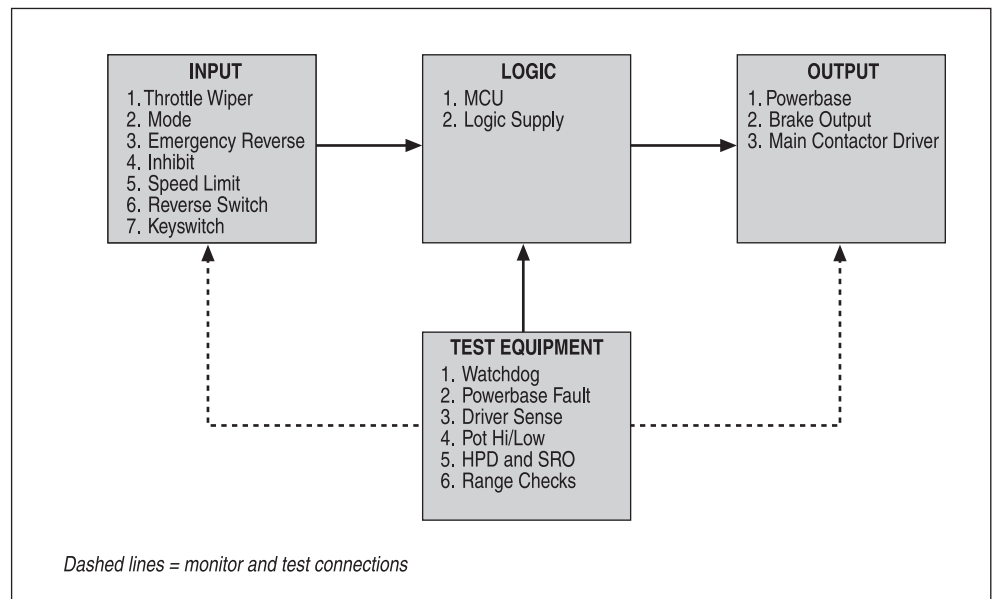 INPUT
1. Throttle Wiper
2. Mode
3. Emergency Reverse
4. Inhibit
5. Speed Limit
6. Reverse Switch
7. Keyswitch
LOGIC
1. MCU
2. Logic Supply
OUTPUT
1. Powerbase
2. Brake Output
3. Main Contactor Driver
TEST EQUIPMENT
1. Watchdog
2. Powerbase Fault
3. Driver Sense
4. Pot Hi/Low
5. HPD and SRO
6. Range Checks
Dashed lines = monitor and test connections